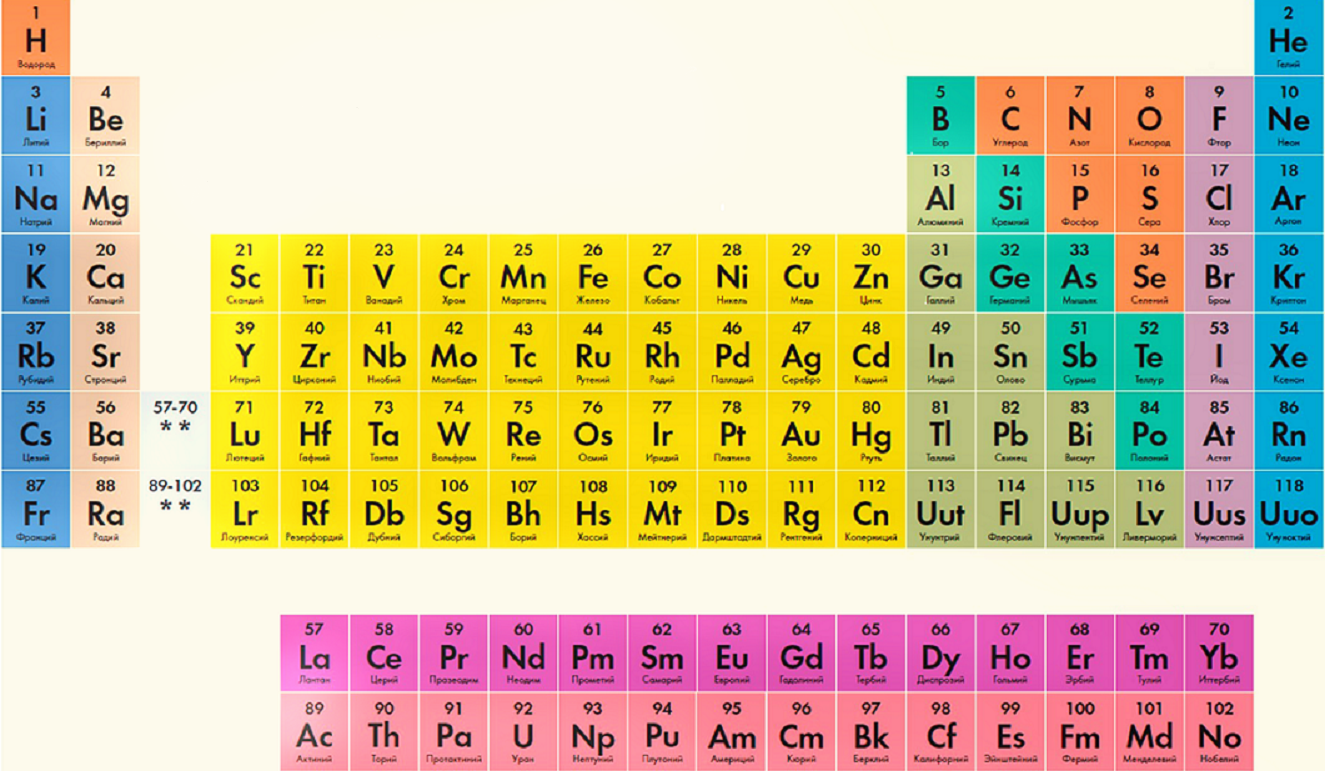 1 2
H He
Водород Гелий
3 4 5 6 7 8 9 10
Li Be B C N O F Ne
Литий Бериллий Бор Углерод Азот Кислород Фтор Неон
11 12 13 14 15 16 17 18
Na Mg Al Si P S Cl Ar
Натрий Магний Алюминий Кремний Фосфор Сера Хлор Аргон
19 20 21 22 23 24 25 26 27 28 29 30 31 32 33 34 35 36
K Ca Sc Ti V Cr Mn Fe Co Ni Cu Zn Ga Ge As Se Br Kr
Калий Кальций Скандий Титан Ванадий Хром Марганец Железо Кобальт Никель Медь Цинк Галлий Германий Мышьяк Селений Бром Криптон
37 38 39 40 41 42 43 44 45 46 47 48 49 50 51 52 53 54
Rb Sr Y Zr Nb Mo Tc Ru Rh Pd Ag Cd In Sn Sb Te I Xe
Рубидий Стронций Иттрий Цирконий Ниобий Молибден Технеций Рутений Родий Палладий Серебро Кадмий Индий Олово Сурьма Теллур Йод Ксенон
55 56 57-70 71 72 73 74 75 76 77 78 79 80 81 82 83 84 85 86
Cs Ba ** Lu Hf Ta W Re Os Ir Pt Au Hg Tl Pb Bi Po At Rn
Цезий Барий Лютеций Гафний Тантал Вольфрам Рений Осмий Иридий Платина Золото Ртуть Таллий Свинец Висмут Полоний Астат Радон
87 88 89-102 103 104 105 106 107 108 109 110 111 112 113 114 115 116 117 118
Fr Ra ** Lr Rf Db Sg Bh Hs Mt Ds Rg Cn Uut Fl Uup Lv Uus Uuo
Франций Радий Лоуренсий Резерфордий Дубний Сиборгий Борий Хассий Мейтнерий Дармштадтий Рентгений Коперниций Унунтрий Флеровий Унунпентий Ливерморий Унунсептий Унуноктий
57 58 59 60 61 62 63 64 65 66 67 68 69 70
La Ce Pr Nd Pm Sm Eu Gd Tb Dy Ho Er Tm Yb
Лантан Церий Празеодим Неодим Прометий Самарий Европий Гадолиний Тербий Диспрозий Гольмий Эрбий Тулий Иттербий
89 90 91 92 93 94 95 96 97 98 99 100 101 102
Ac Th Pa U Np Pu Am Cm Bk Cf Es Fm Md No
Актиний Торий Протактиний Уран Нептуний Плутоний Америций Кюрий Берклий Калифорний Эйнштейний Фермий Менделевий Нобелий